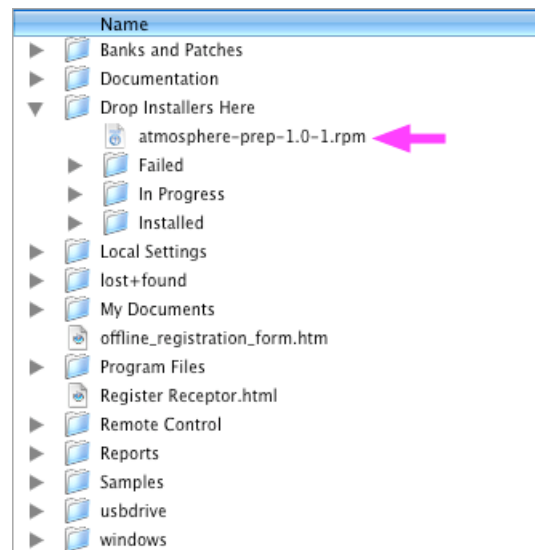 Name
Banks and Patches
Documentation
Drop Installers Here
atmosphere-prep-1.0-1.rpm
Failed
In Progress
Installed
Local Settings
lost+found
My Documents
offline_registration_form.htm
Program Files
Register Receptor.html
Remote Control
Reports
Samples
usbdrive
windows